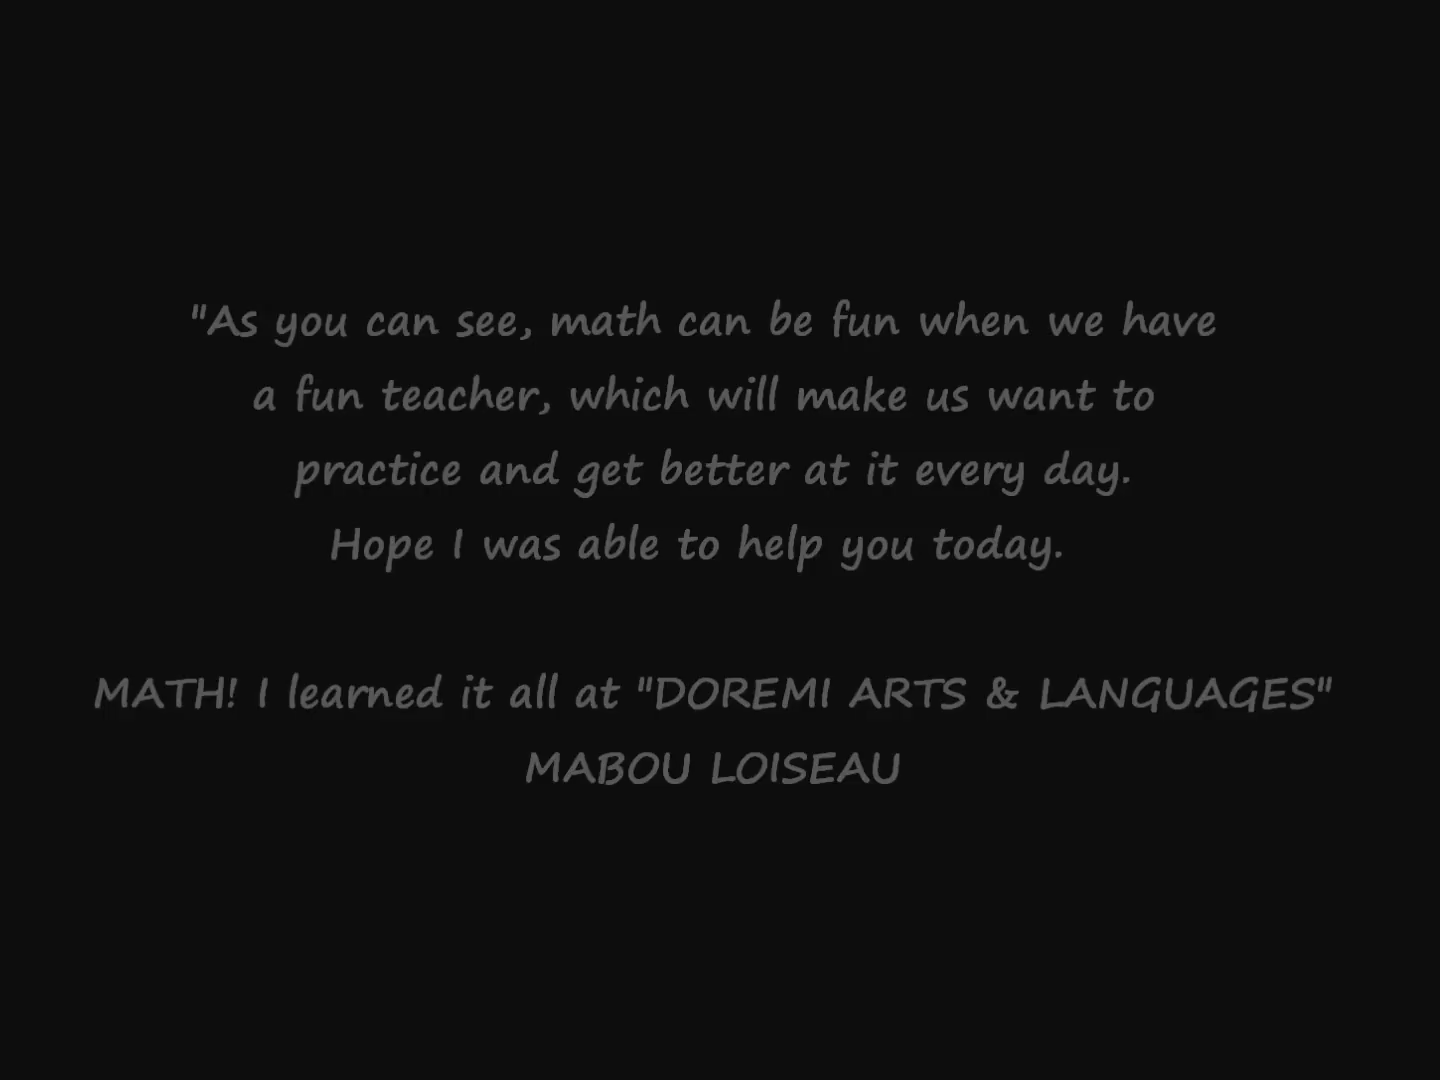 "As you can see, math can be fun when we have
a fun teacher, which will make us want to
practice and get better at it every day.
Hope I was able to help you today.
MATH! I learned it all at "DOREMI ARTS & LANGUAGES"
MABOU LOISEAU